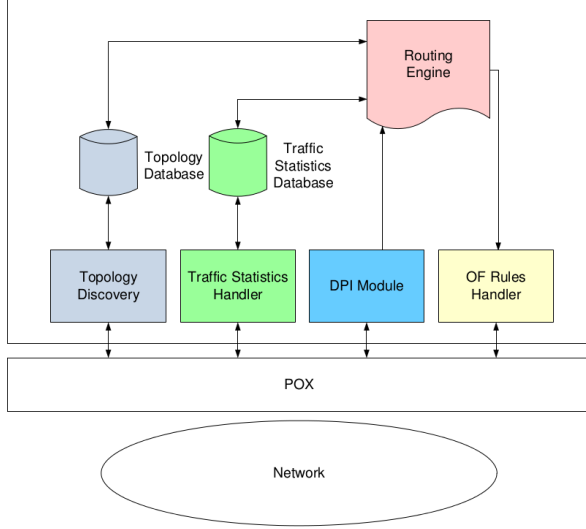 Routing
Engine
Topology
Database
Traffic
Statistics
Database
Topology
Discovery
Traffic Statistics
Handler
DPI Module
OF Rules
Handler
POX
Network